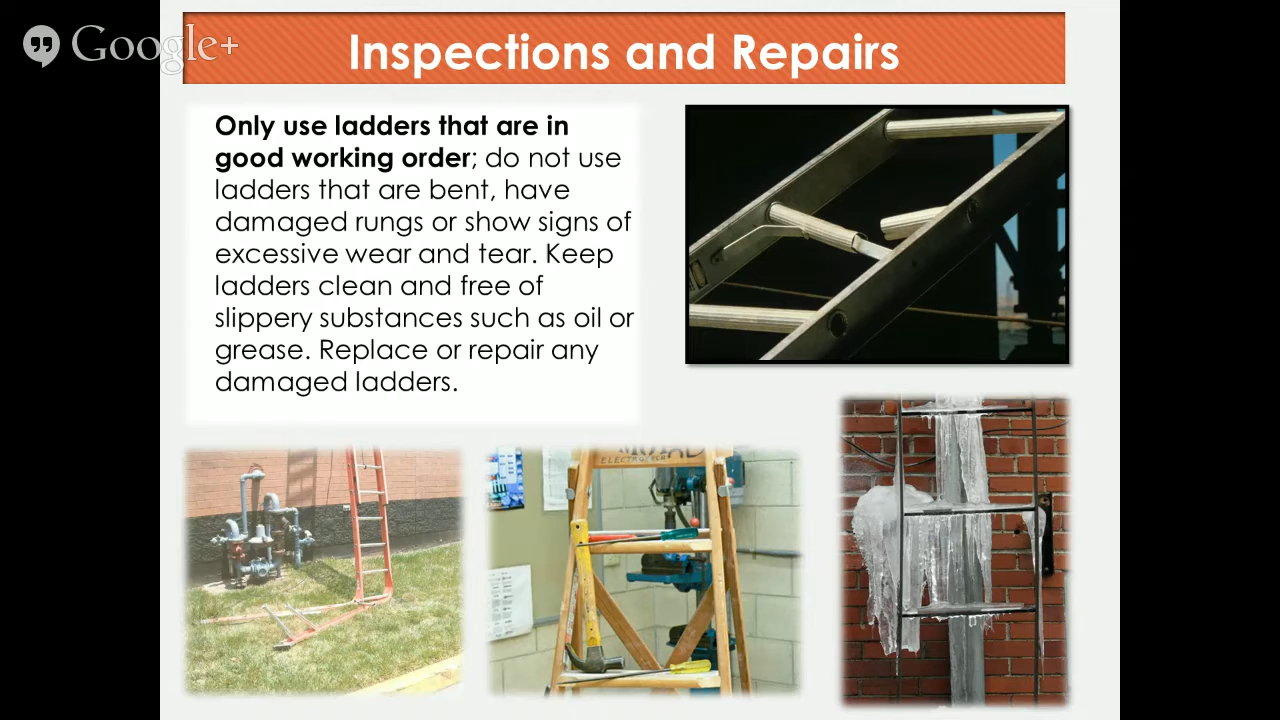 Google+
Inspections and Repairs
Only use ladders that are in
good working order; do not use
ladders that are bent, have
damaged rungs or show signs of
excessive wear and tear. Keep
ladders clean and free of
slippery substances such as oil or
grease. Replace or repair any
damaged ladders.